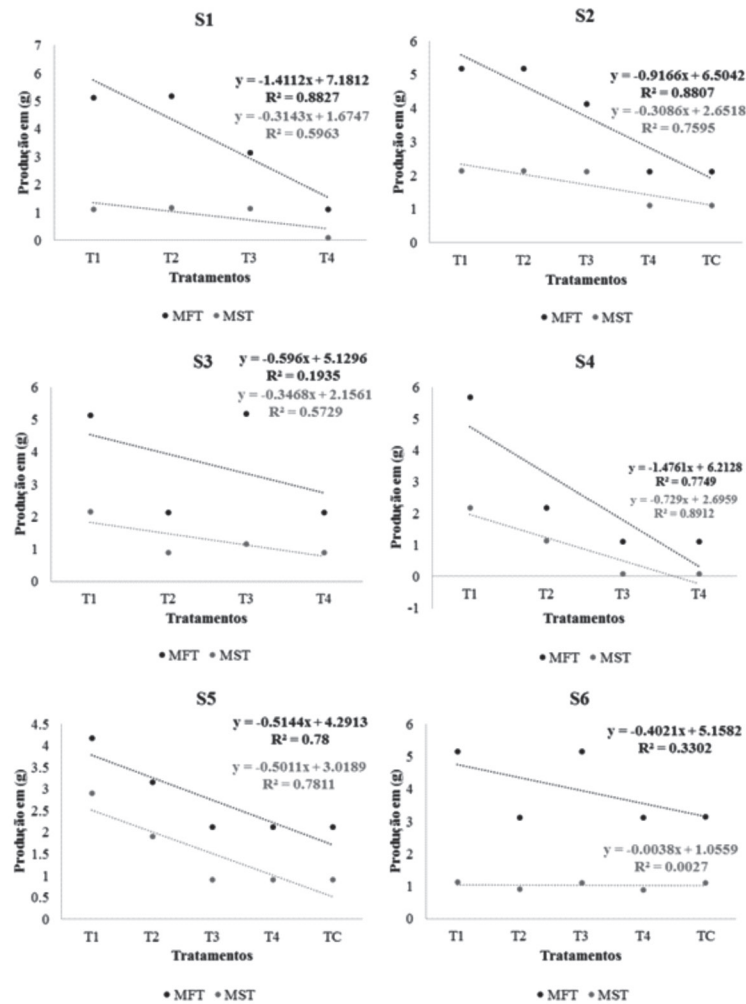 S1
Produção em (g)
7
6
5
4
3
2
1
0
y = -1.4112x + 7.1812
R² = 0.8827
y = -0.3143x + 1.6747
R² = 0.5963
T1 T2 T3 T4
Tratamentos
MFT MST
S2
Produção em (g)
6
5
4
3
2
1
0
y = -0.9166x + 6.5042
R² = 0.8807
y = -0.3086x + 2.6518
R² = 0.7595
T1 T2 T3 T4 TC
Tratamentos
MFT MST
S3
Produção em (g)
6
5
4
3
2
1
0
y = -0.596x + 5.1296
R² = 0.1935
y = -0.3468x + 2.1561
R² = 0.5729
T1 T2 T3 T4
Tratamentos
MFT MST
S4
Produção em (g)
6
5
4
3
2
1
0
-1
y = -1.4761x + 6.2128
R² = 0.7749
y = -0.729x + 2.6959
R² = 0.8912
T1 T2 T3 T4
Tratamentos
MFT MST
S5
Produção em (g)
4.5
4
3.5
3
2.5
2
1.5
1
0.5
0
y = -0.5144x + 4.2913
R² = 0.78
y = -0.5011x + 3.0189
R² = 0.7811
T1 T2 T3 T4 TC
Tratamentos
MFT MST
S6
Produção em (g)
6
5
4
3
2
1
0
y = -0.4021x + 5.1582
R² = 0.3302
y = -0.0038x + 1.0559
R² = 0.0027
T1 T2 T3 T4 TC
Tratamentos
MFT MST